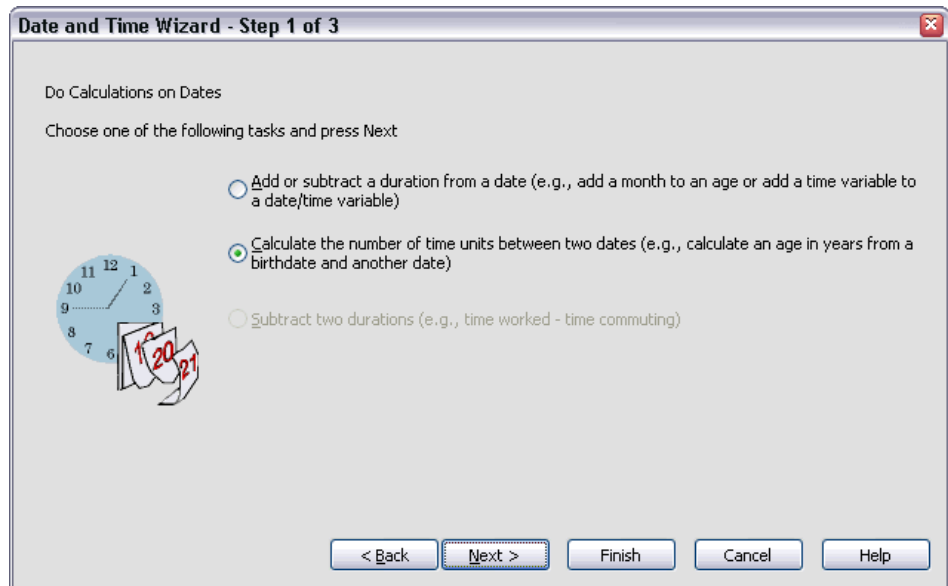 Date and Time Wizard - Step 1 of 3
Do Calculations on Dates
Choose one of the following tasks and press Next
Add or subtract a duration from a date (e.g., add a month to an age or add a time variable to
a date/time variable)
Calculate the number of time units between two dates (e.g., calculate an age in years from a
birthdate and another date)
Subtract two durations (e.g., time worked - time commuting)
11 12 1
10 2
9 3
8
7 6
20
21
< Back Next > Finish Cancel Help